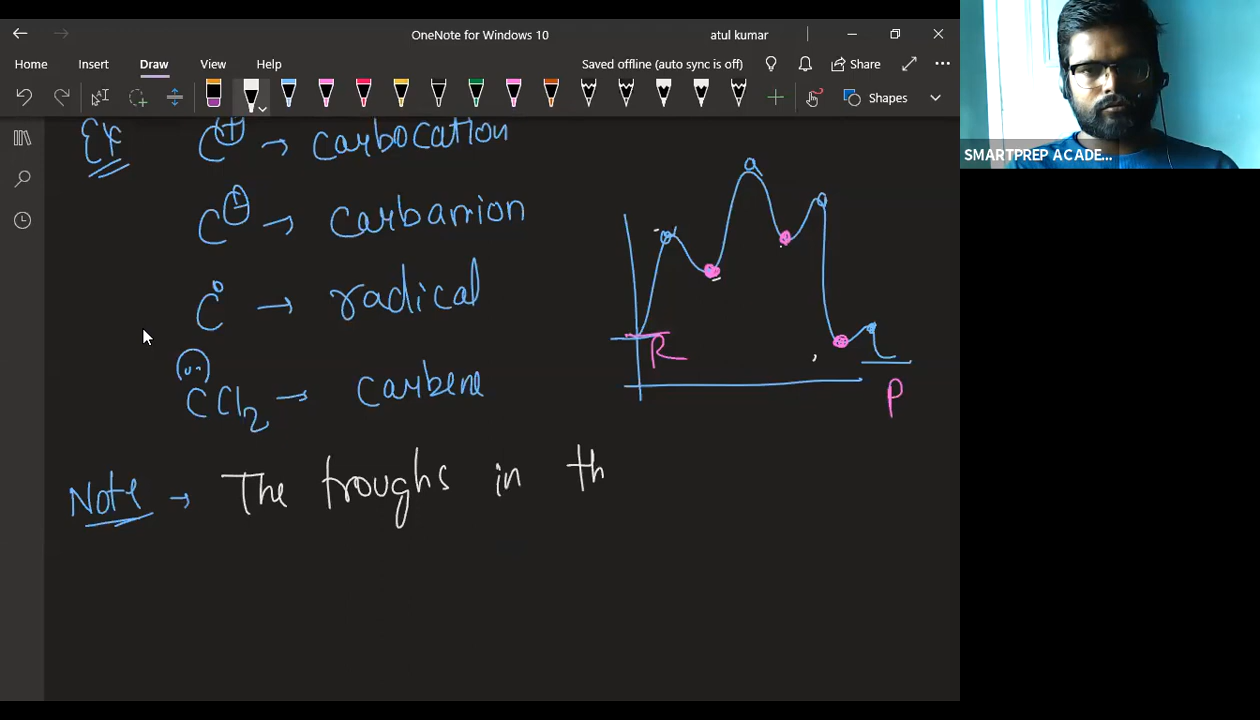 OneNote for Windows 10
atul kumar
Home Insert Draw View Help
Saved offline (auto sync is off)
Share
Shapes
SMARTPREP ACADE...
Ex C⊕ → carbocation
C⊖ → carbanion
C• → radical
C̈Cl₂ → carbene
R
P
Note → The troughs in th